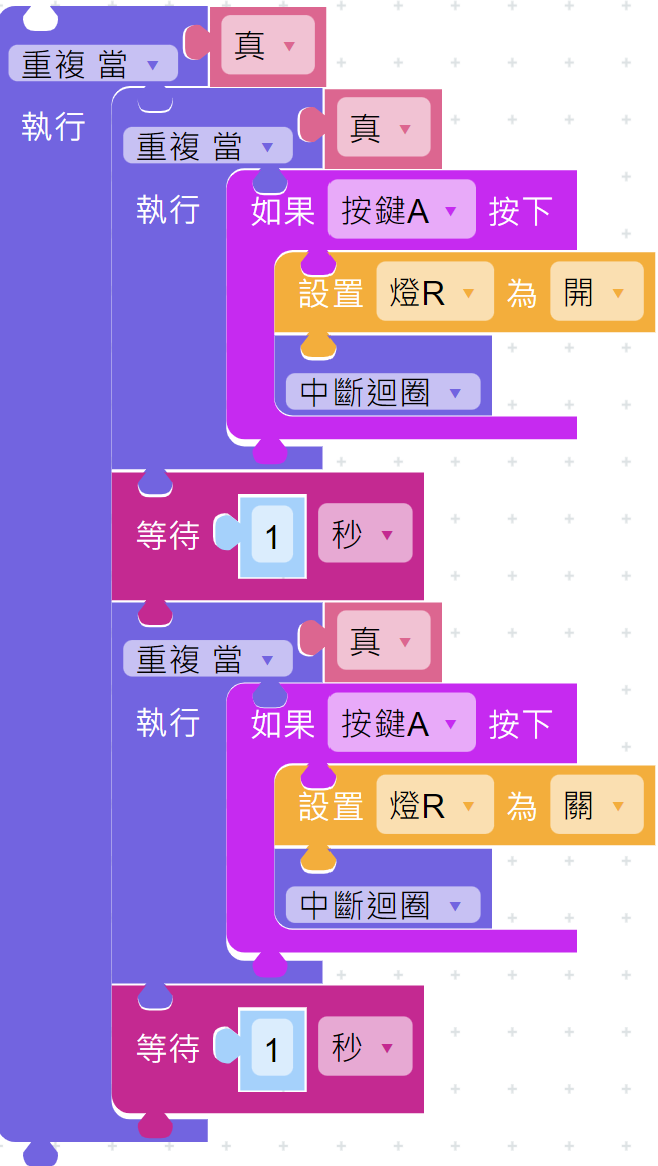 重複 當 真
執行
重複 當 真
執行 如果 按鍵A 按下
設置 燈R 為 開
中斷迴圈
等待 1 秒
重複 當 真
執行 如果 按鍵A 按下
設置 燈R 為 關
中斷迴圈
等待 1 秒